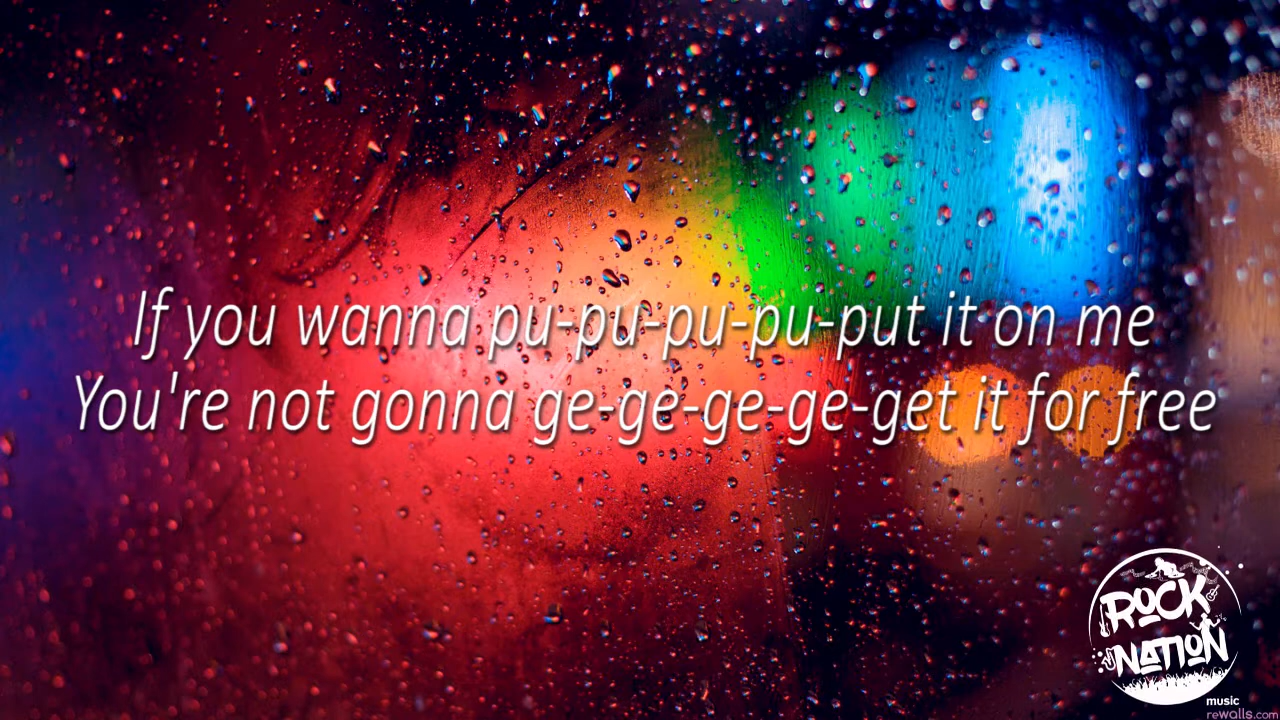 If you wanna pu-pu-pu-pu-put it on me
You're not gonna ge-ge-ge-ge-get it for free
ROCK
NATION
music
rewalls.com